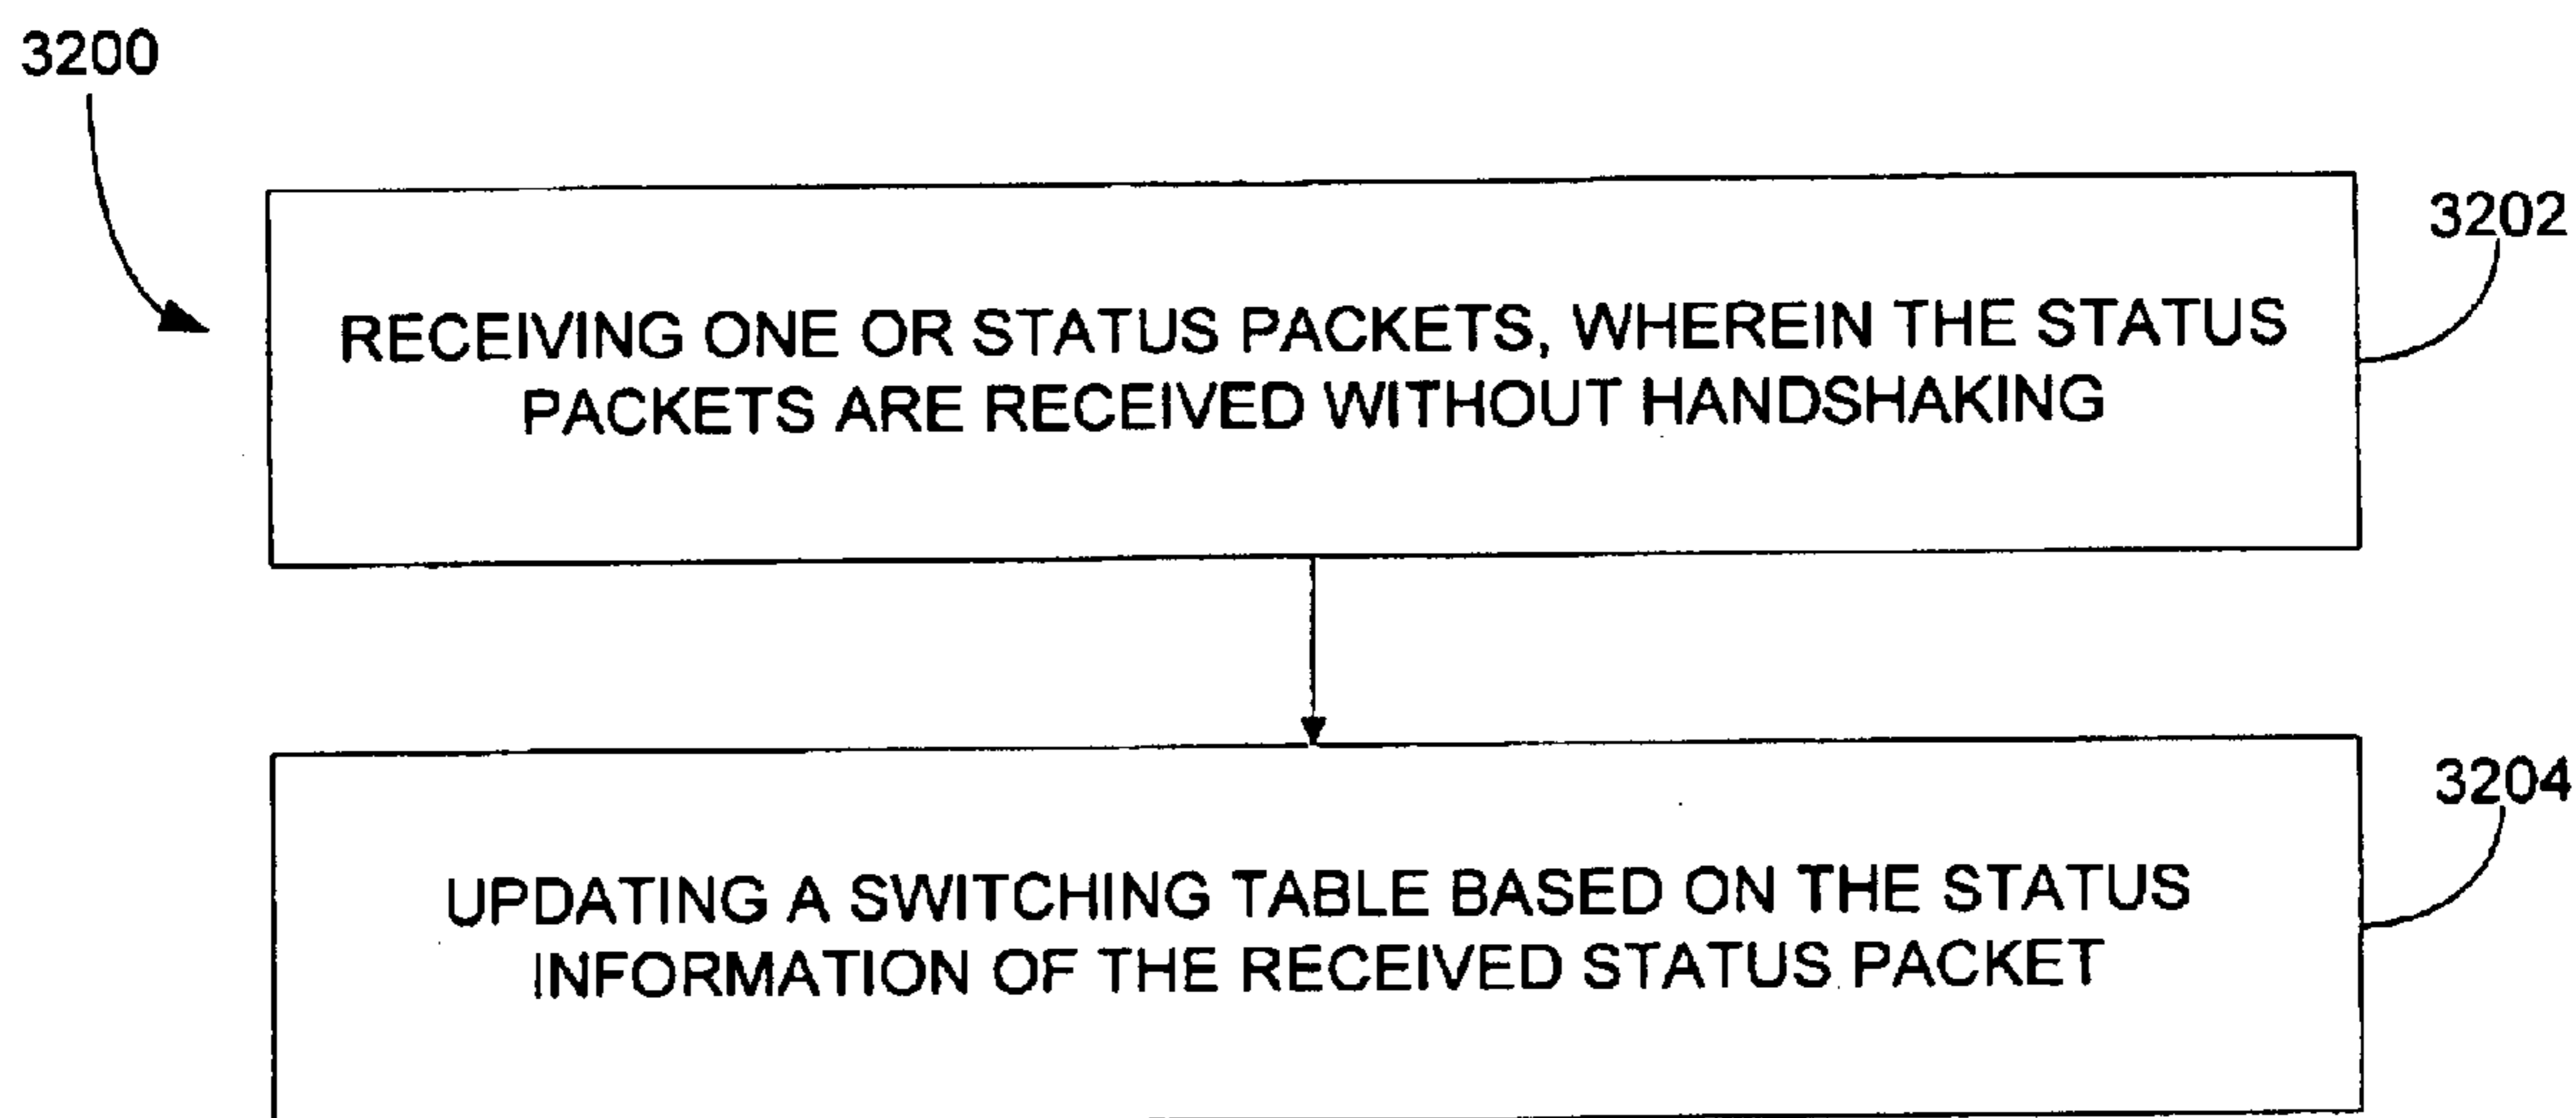 3200
3202
RECEIVING ONE OR STATUS PACKETS, WHEREIN THE STATUS
PACKETS ARE RECEIVED WITHOUT HANDSHAKING
3204
UPDATING A SWITCHING TABLE BASED ON THE STATUS
INFORMATION OF THE RECEIVED STATUS PACKET